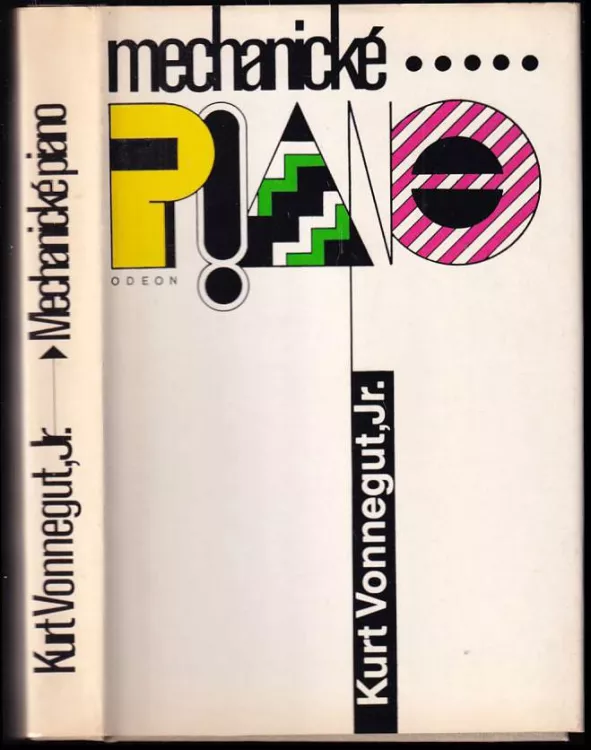 Kurt Vonnegut, Jr. Mechanické piano
mechanické .....
PIANO
ODEON
Kurt Vonnegut, Jr.